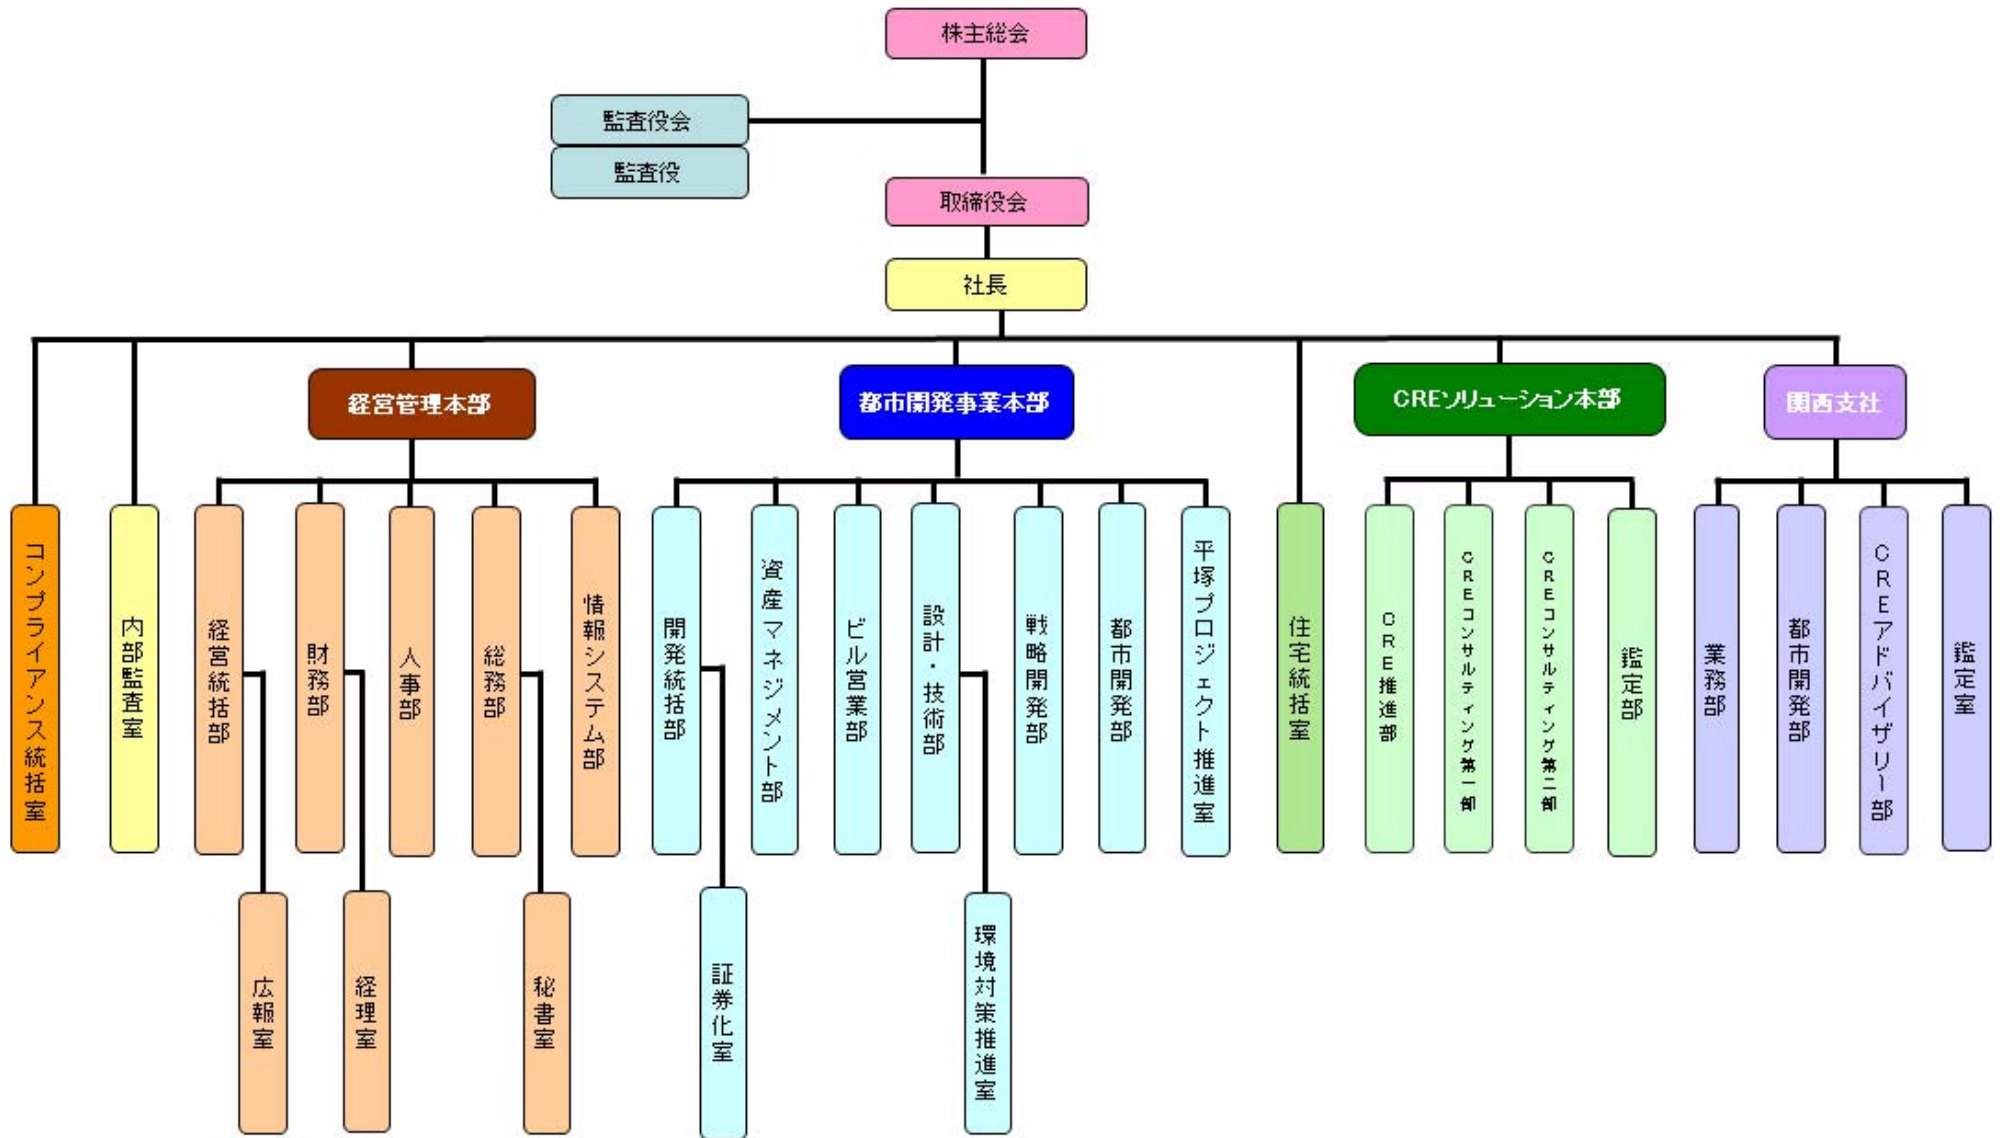 株主総会
監査役会
監査役
取締役会
社長
経営管理本部
都市開発事業本部
CREソリューション本部
関西支社
コンプライアンス統括室
内部監査室
経営統括部
財務部
人事部
総務部
情報システム部
開発統括部
資産マネジメント部
ビル営業部
設計・技術部
戦略開発部
都市開発部
平塚プロジェクト推進室
住宅統括室
CRE推進部
CREコンサルティング第一部
CREコンサルティング第二部
鑑定部
業務部
都市開発部
CREアドバイザリー部
鑑定室
広報室
経理室
秘書室
証券化室
環境対策推進室